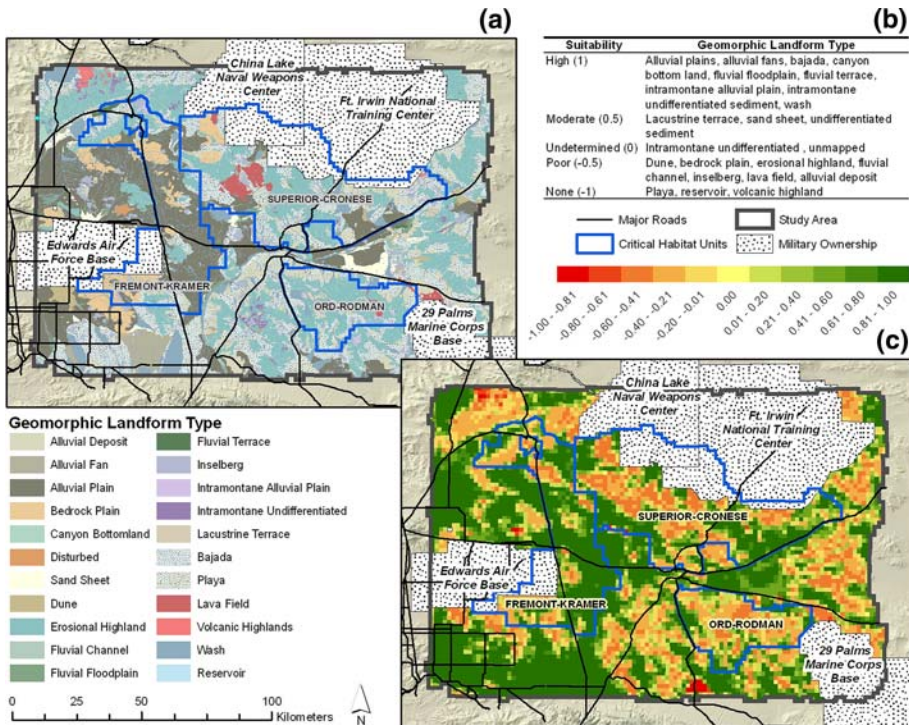 (a)
China Lake
Naval Weapons
Center
Ft. Irwin National
Training Center
SUPERIOR-CRONESE
Edwards Air
Force Base
FREMONT-KRAMER
ORD-RODMAN
29 Palms
Marine Corps
Base
(b)
Suitability Geomorphic Landform Type
High (1) Alluvial plains, alluvial fans, bajada, canyon
bottom land, fluvial floodplain, fluvial terrace,
intramontane alluvial plain, intramontane
undifferentiated sediment, wash
Moderate (0.5) Lacustrine terrace, sand sheet, undifferentiated
sediment
Undetermined (0) Intramontane undifferentiated , unmapped
Poor (-0.5) Dune, bedrock plain, erosional highland, fluvial
channel, inselberg, lava field, alluvial deposit
None (-1) Playa, reservoir, volcanic highland
Major Roads Study Area
Critical Habitat Units Military Ownership
-1.00 - -0.81
-0.80 - -0.61
-0.60 - -0.41
-0.40 - -0.21
-0.20 - -0.01
0.00
0.01 - 0.20
0.21 - 0.40
0.41 - 0.60
0.61 - 0.80
0.81 - 1.00
(c)
China Lake
Naval Weapons
Center
Ft. Irwin
National Training
Center
SUPERIOR-CRONESE
Edwards Air
Force Base
FREMONT-KRAMER
ORD-RODMAN
29 Palms
Marine Corps
Base
Geomorphic Landform Type
Alluvial Deposit
Alluvial Fan
Alluvial Plain
Bedrock Plain
Canyon Bottomland
Disturbed
Sand Sheet
Dune
Erosional Highland
Fluvial Channel
Fluvial Floodplain
Fluvial Terrace
Inselberg
Intramontane Alluvial Plain
Intramontane Undifferentiated
Lacustrine Terrace
Bajada
Playa
Lava Field
Volcanic Highlands
Wash
Reservoir
0 25 50 100
Kilometers
N